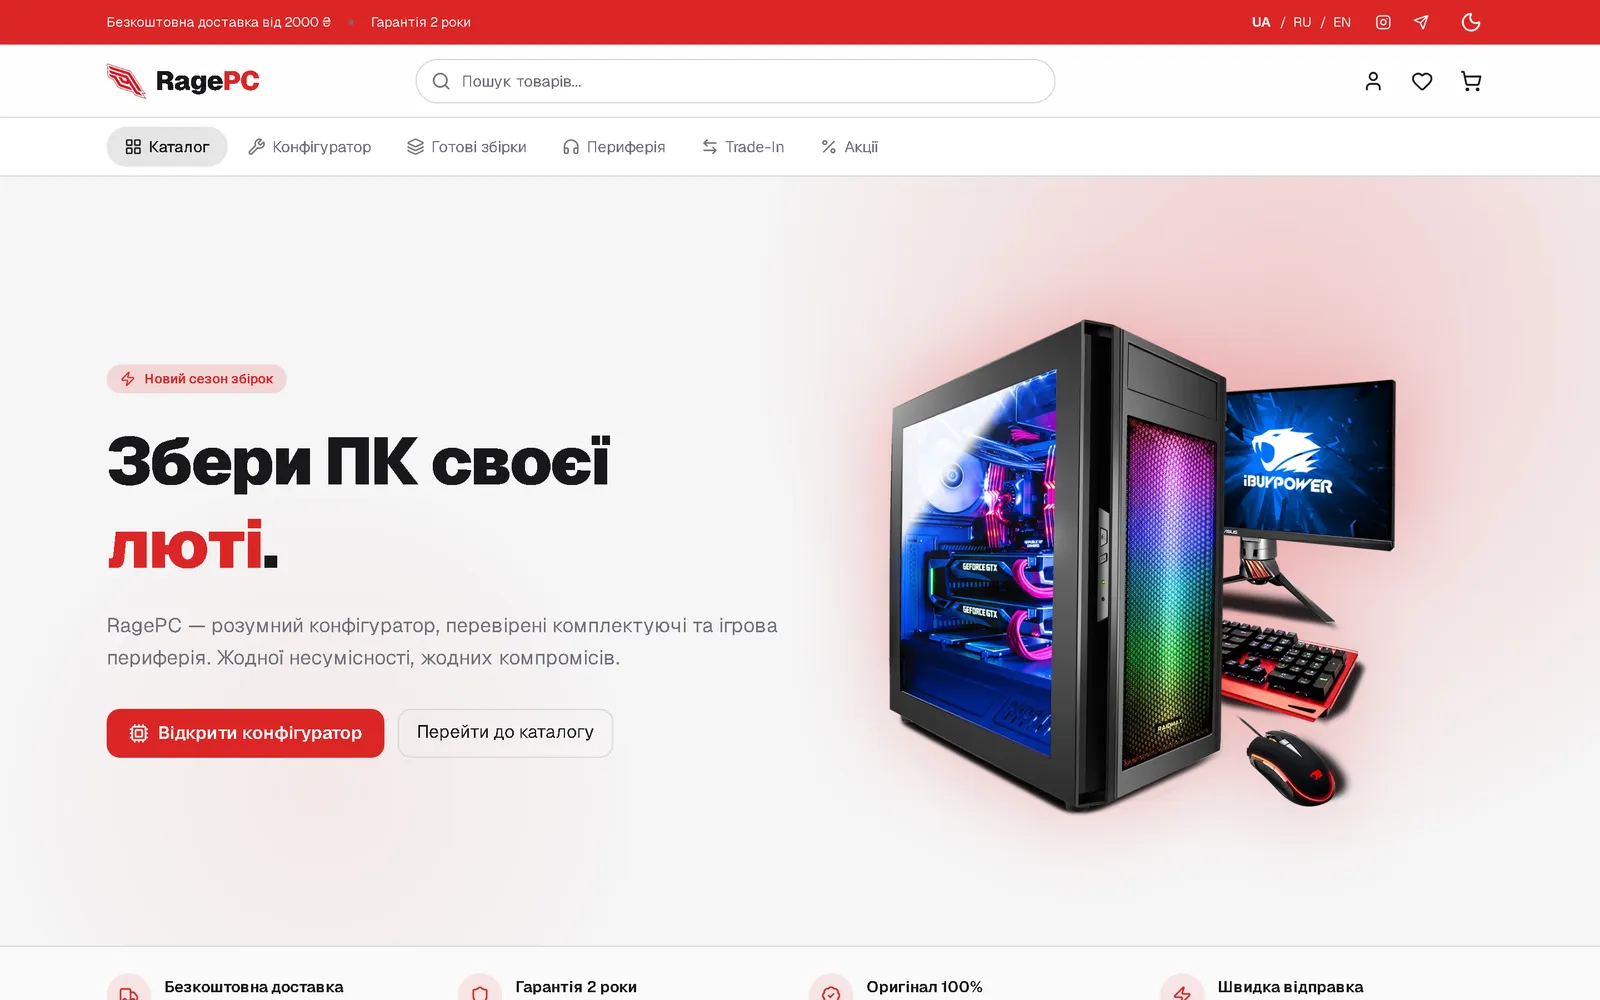 Безкоштовна доставка від 2000 ₴ • Гарантія 2 роки
UA / RU / EN
RagePC
Пошук товарів...
Каталог
Конфігуратор
Готові збірки
Периферія
Trade-In
Акції
Новий сезон збірок
Збери ПК своєї
люті.
RagePC — розумний конфігуратор, перевірені комплектуючі та ігрова
периферія. Жодної несумісності, жодних компромісів.
Відкрити конфігуратор
Перейти до каталогу
GEFORCE GTX
GEFORCE GTX
iBUYPOWER
RAIDMAX
Безкоштовна доставка
Гарантія 2 роки
Оригінал 100%
Швидка відправка